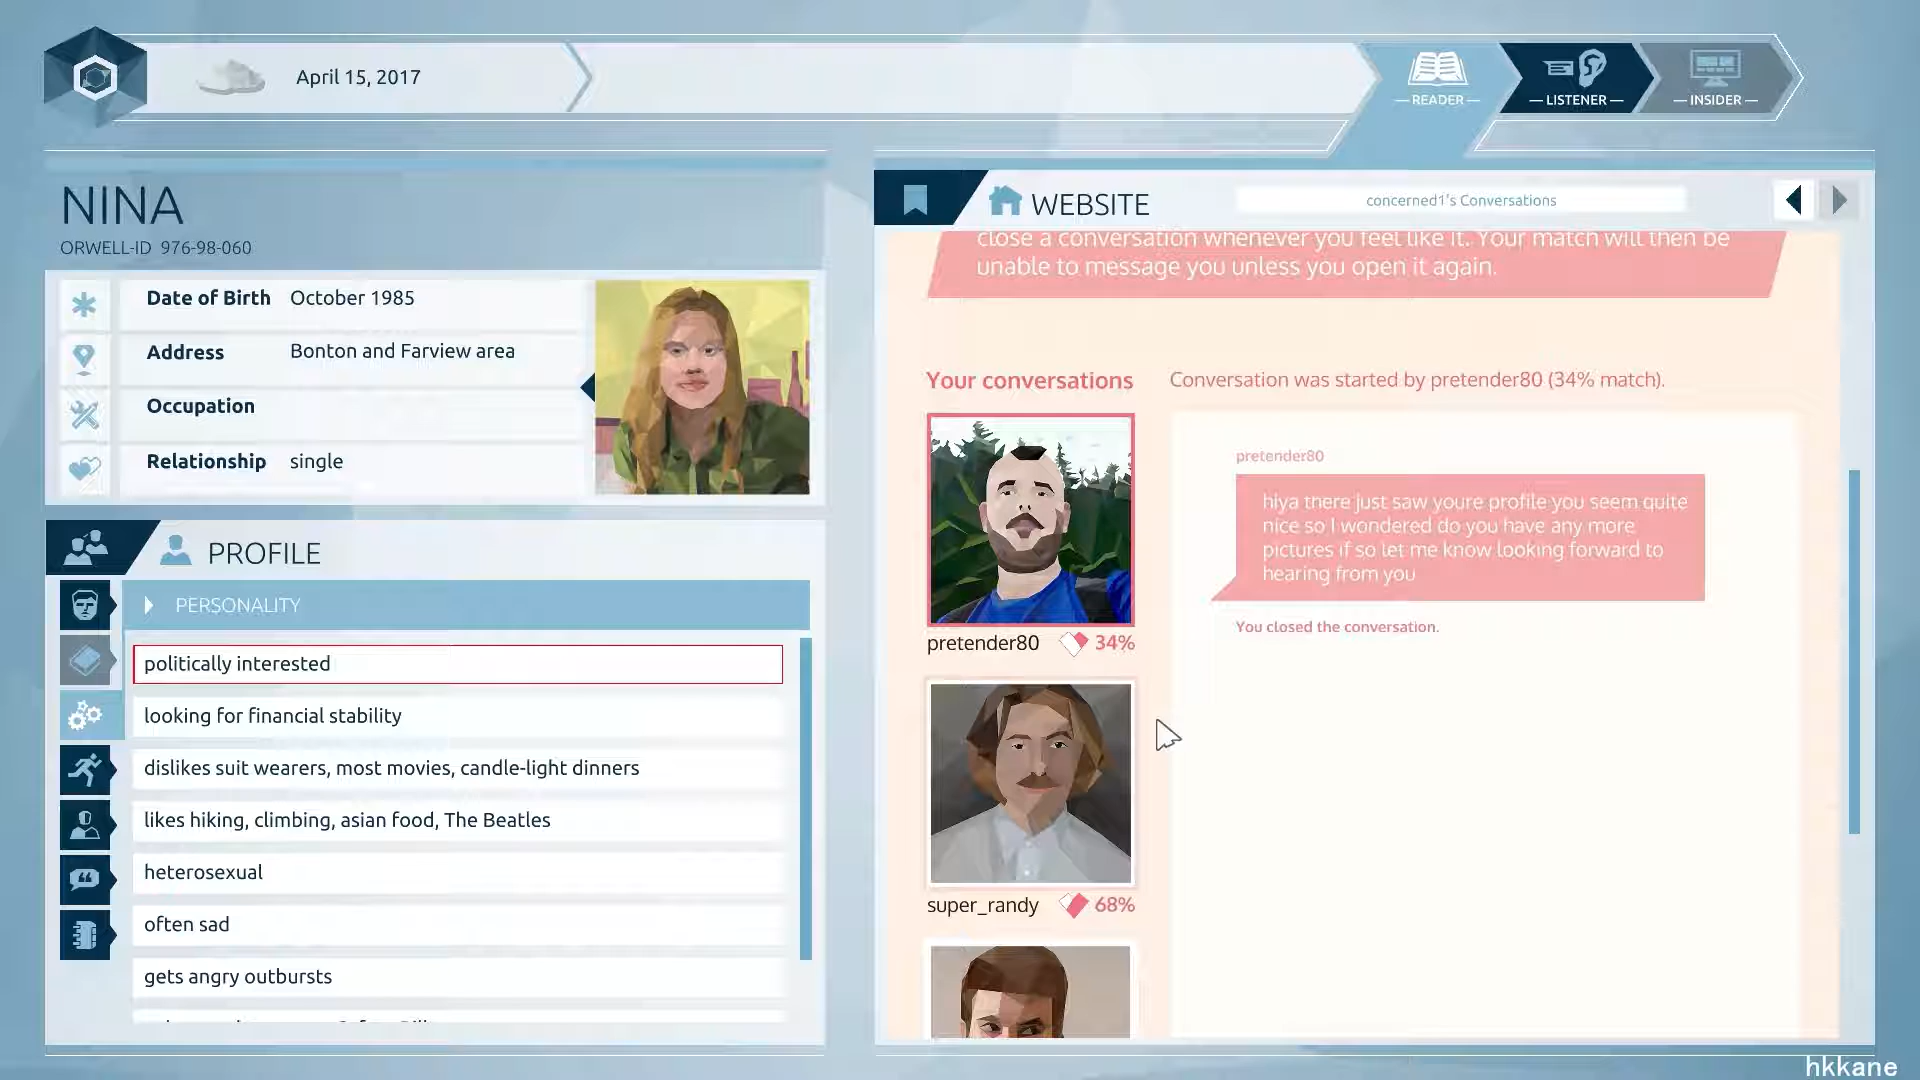 April 15, 2017
READER
LISTENER
INSIDER
NINA
ORWELL-ID 976-98-060
Date of Birth October 1985
Address Bonton and Farview area
Occupation
Relationship single
PROFILE
PERSONALITY
politically interested
looking for financial stability
dislikes suit wearers, most movies, candle-light dinners
likes hiking, climbing, asian food, The Beatles
heterosexual
often sad
gets angry outbursts
WEBSITE
concerned1's Conversations
close a conversation whenever you feel like it. Your match will then be
unable to message you unless you open it again.
Your conversations
Conversation was started by pretender80 (34% match).
pretender80
hiya there just saw youre profile you seem quite
nice so I wondered do you have any more
pictures if so let me know looking forward to
hearing from you
You closed the conversation.
pretender80 34%
super_randy 68%
hkkane